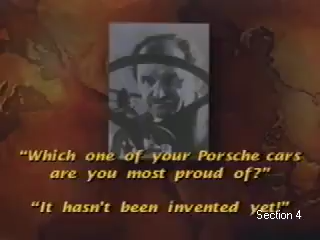 "Which one of your Porsche cars
are you most proud of?"
"It hasn't been invented yet!"
Section 4